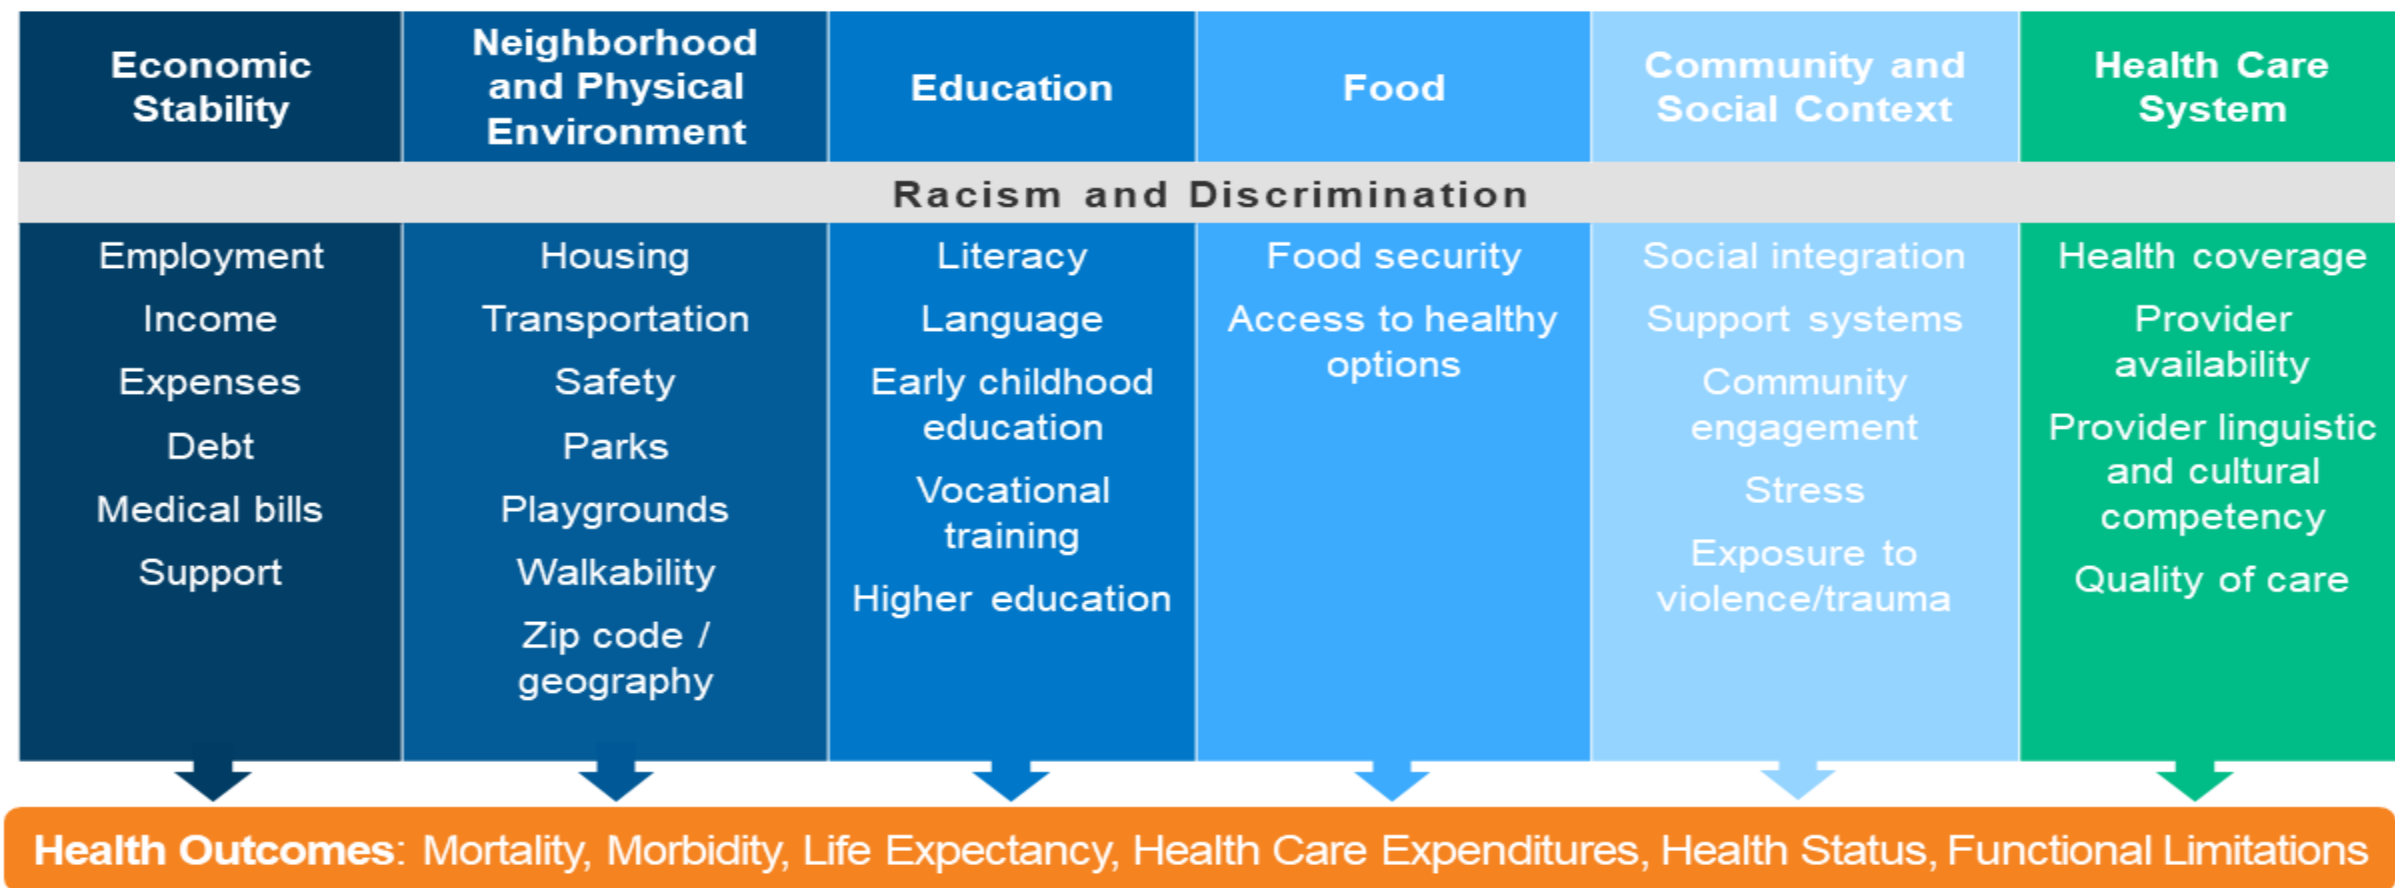 Economic
Stability
Neighborhood
and Physical
Environment
Education
Food
Community and
Social Context
Health Care
System
Racism and Discrimination
Employment
Income
Expenses
Debt
Medical bills
Support
Housing
Transportation
Safety
Parks
Playgrounds
Walkability
Zip code /
geography
Literacy
Language
Early childhood
education
Vocational
training
Higher education
Food security
Access to healthy
options
Social integration
Support systems
Community
engagement
Stress
Exposure to
violence/trauma
Health coverage
Provider
availability
Provider linguistic
and cultural
competency
Quality of care
Health Outcomes: Mortality, Morbidity, Life Expectancy, Health Care Expenditures, Health Status, Functional Limitations